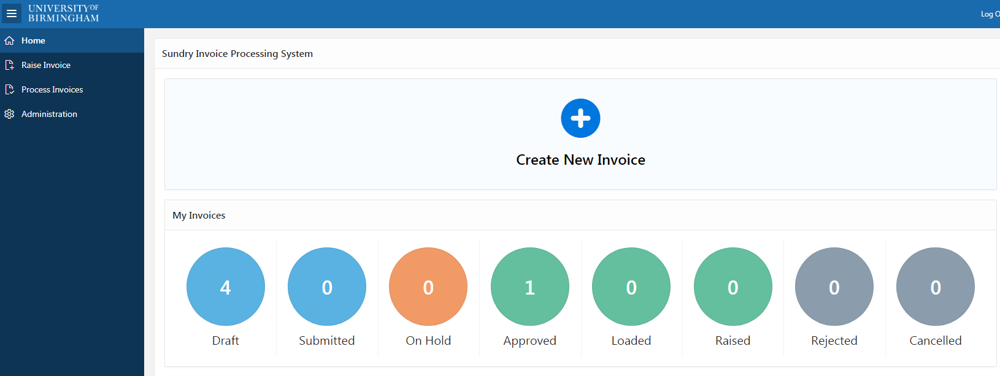 UNIVERSITY OF
BIRMINGHAM
Log O
Home
Raise Invoice
Process Invoices
Administration
Sundry Invoice Processing System
Create New Invoice
My Invoices
4 0 0 1 0 0 0 0
Draft Submitted On Hold Approved Loaded Raised Rejected Cancelled